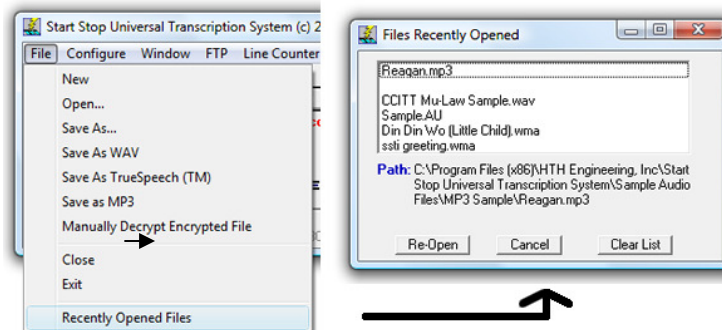 Start Stop Universal Transcription System (c) 2
File Configure Window FTP Line Counter
New
Open...
Save As...
Save As WAV
Save As TrueSpeech (TM)
Save as MP3
Manually Decrypt Encrypted File
Close
Exit
Recently Opened Files
Files Recently Opened
Reagan.mp3
CCITT Mu-Law Sample.wav
Sample.AU
Din Din Wo (Little Child).wma
ssti greeting.wma
Path: C:\Program Files (x86)\HTH Engineering, Inc\Start
Stop Universal Transcription System\Sample Audio
Files\MP3 Sample\Reagan.mp3
Re-Open Cancel Clear List